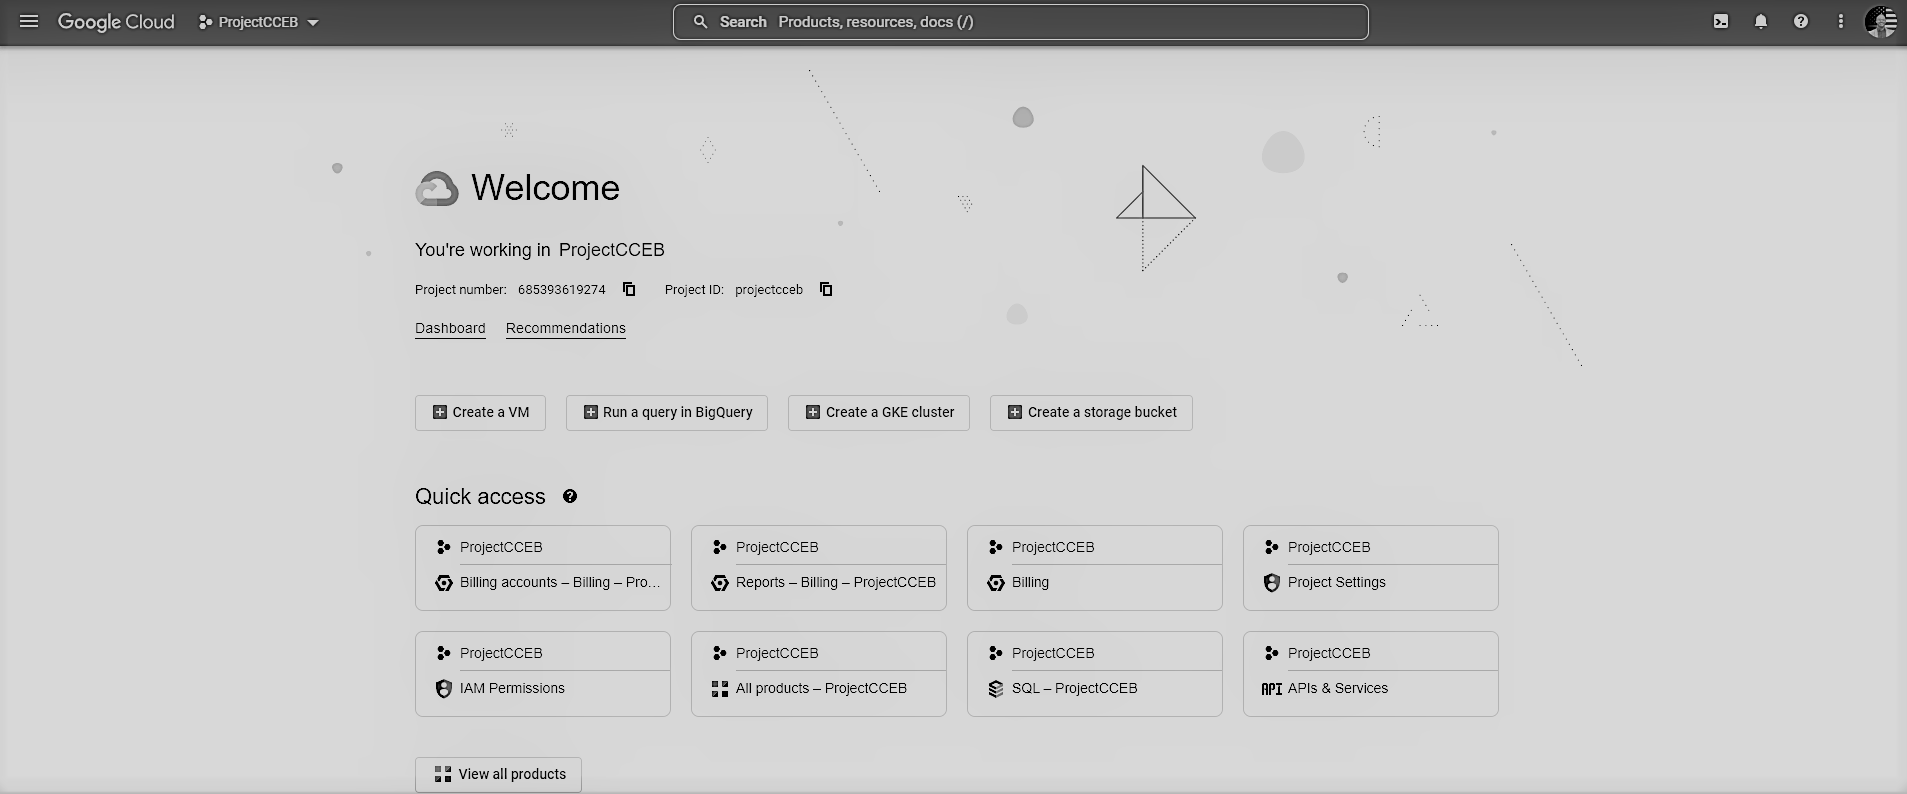 Google Cloud ProjectCCEB Search Products, resources, docs (/)
Welcome
You're working in ProjectCCEB
Project number: 685393619274 Project ID: projectcceb
Dashboard Recommendations
Create a VM Run a query in BigQuery Create a GKE cluster Create a storage bucket
Quick access
ProjectCCEB ProjectCCEB ProjectCCEB ProjectCCEB
Billing accounts – Billing – Pro... Reports – Billing – ProjectCCEB Billing Project Settings
ProjectCCEB ProjectCCEB ProjectCCEB ProjectCCEB
IAM Permissions All products – ProjectCCEB SQL – ProjectCCEB API APIs & Services
View all products